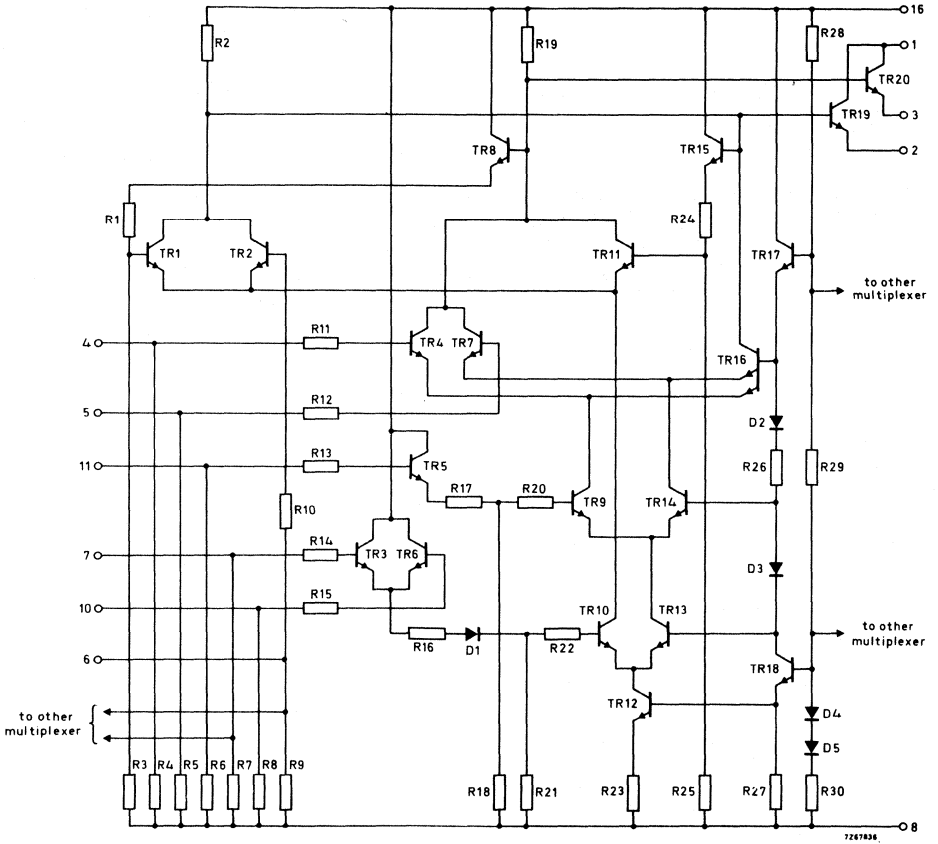 16
R2
R19
R28
1
TR20
TR19
3
TR8
TR15
2
R1
R24
TR1
TR2
TR11
TR17
to other
multiplexer
R11
4
TR4
TR7
TR16
R12
5
D2
R13
11
TR5
R26
R29
R17
R20
TR9
TR14
R10
R14
7
TR3
TR6
D3
R15
10
TR10
TR13
to other
multiplexer
R16
D1
R22
6
TR18
TR12
to other
multiplexer
D4
D5
R3
R4
R5
R6
R7
R8
R9
R18
R21
R23
R25
R27
R30
8
7267836